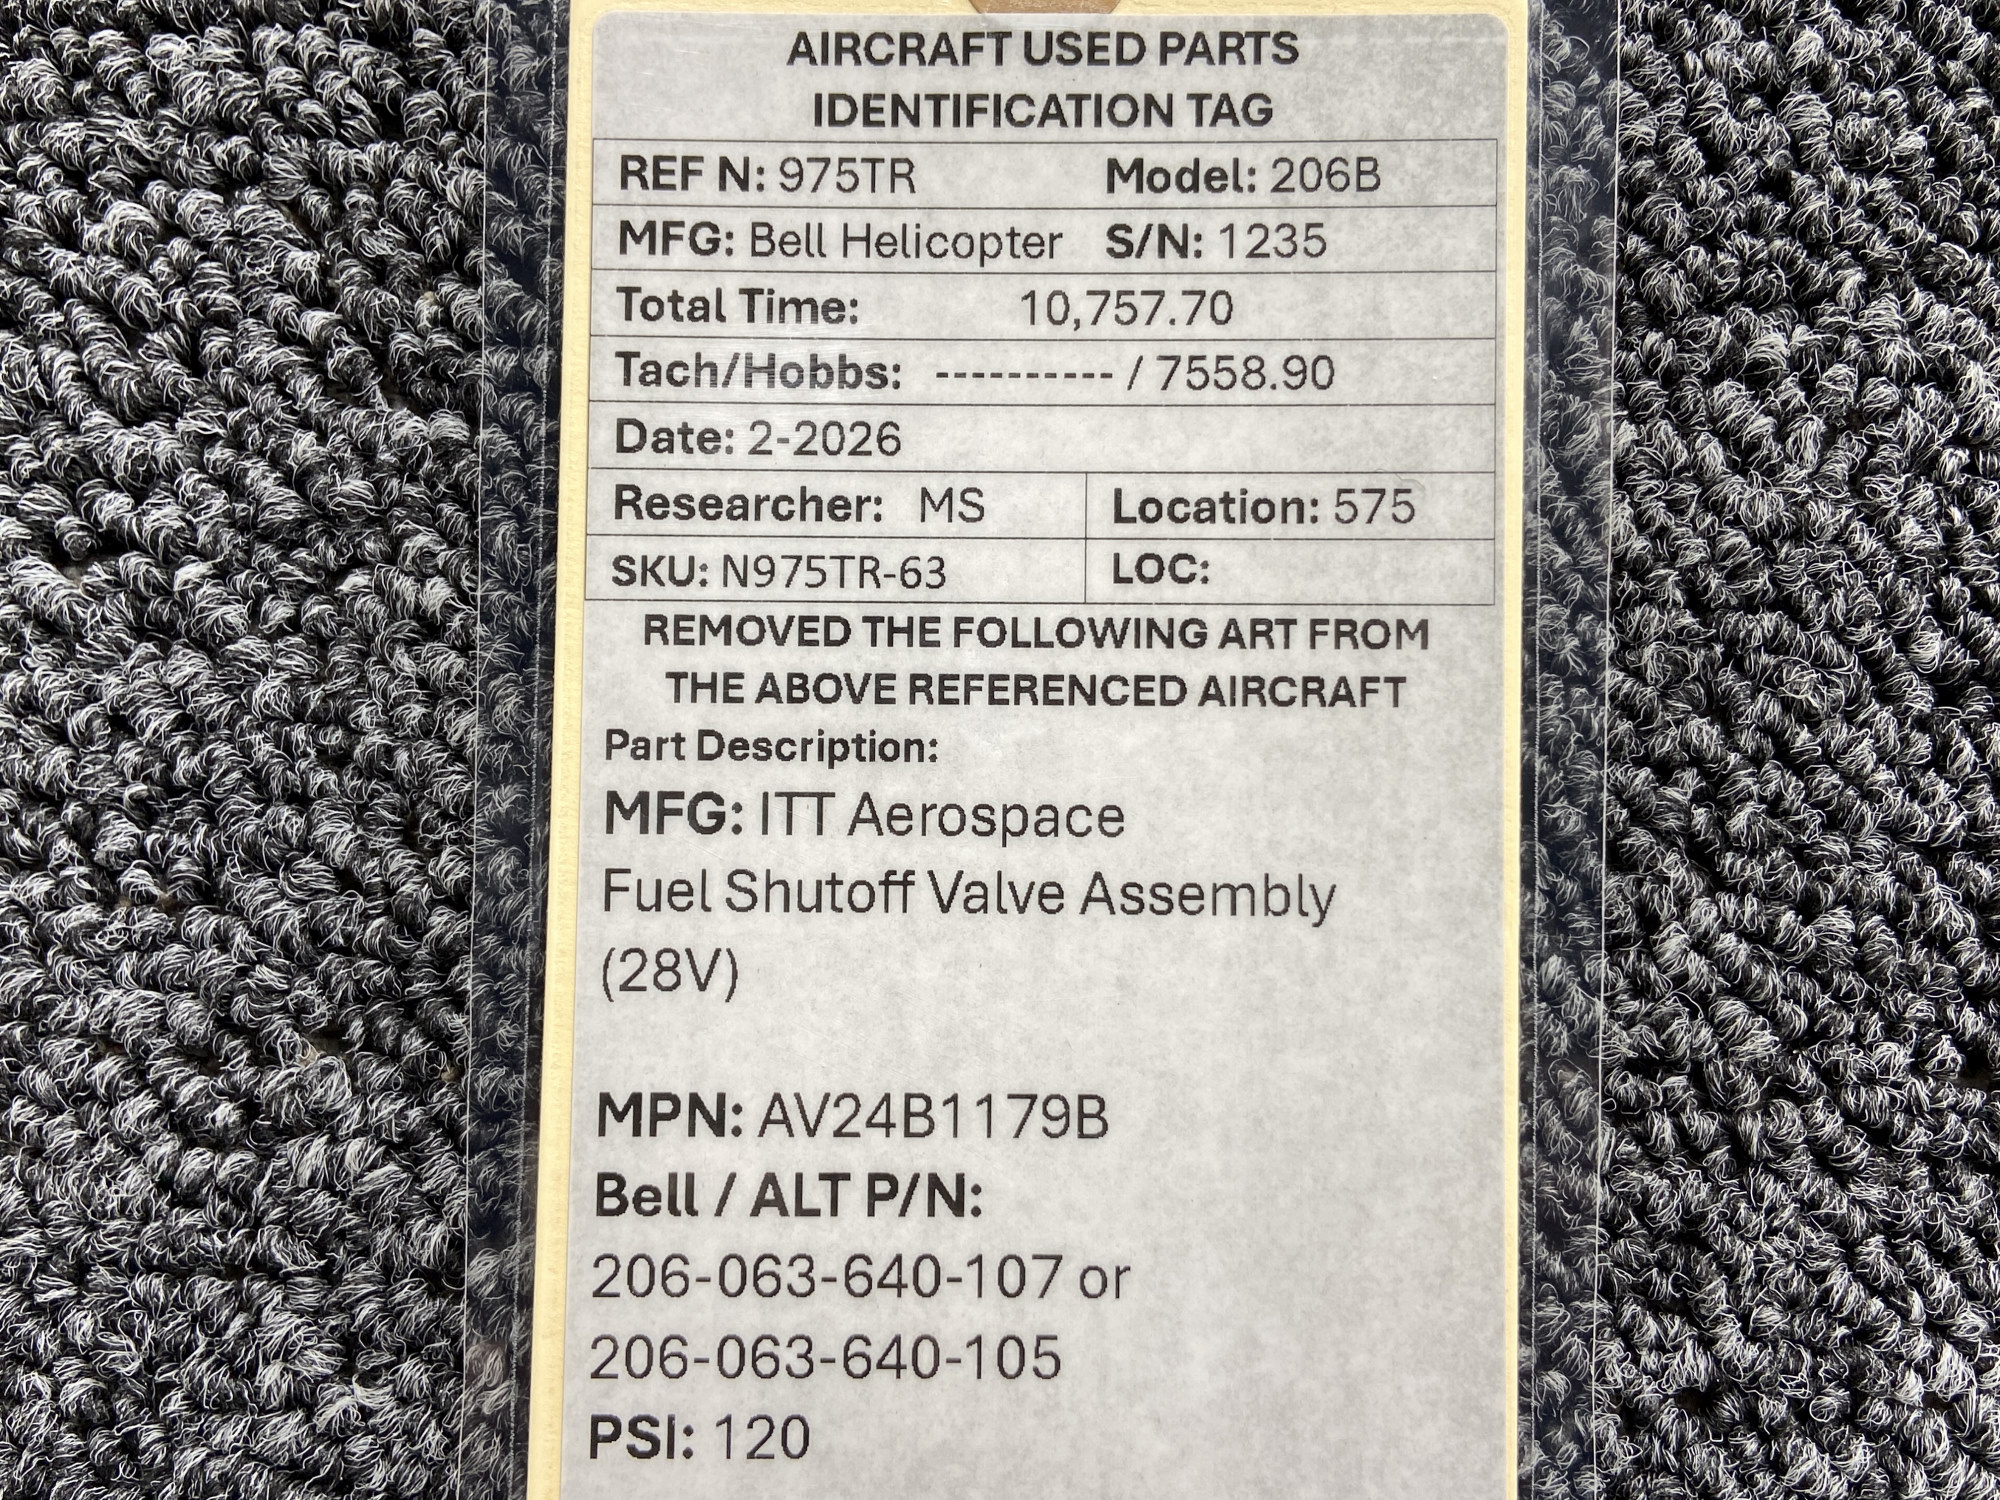 AIRCRAFT USED PARTS
IDENTIFICATION TAG
REF N: 975TR Model: 206B
MFG: Bell Helicopter S/N: 1235
Total Time: 10,757.70
Tach/Hobbs: ---------- / 7558.90
Date: 2-2026
Researcher: MS Location: 575
SKU: N975TR-63 LOC:
REMOVED THE FOLLOWING ART FROM
THE ABOVE REFERENCED AIRCRAFT
Part Description:
MFG: ITT Aerospace
Fuel Shutoff Valve Assembly
(28V)
MPN: AV24B1179B
Bell / ALT P/N:
206-063-640-107 or
206-063-640-105
PSI: 120